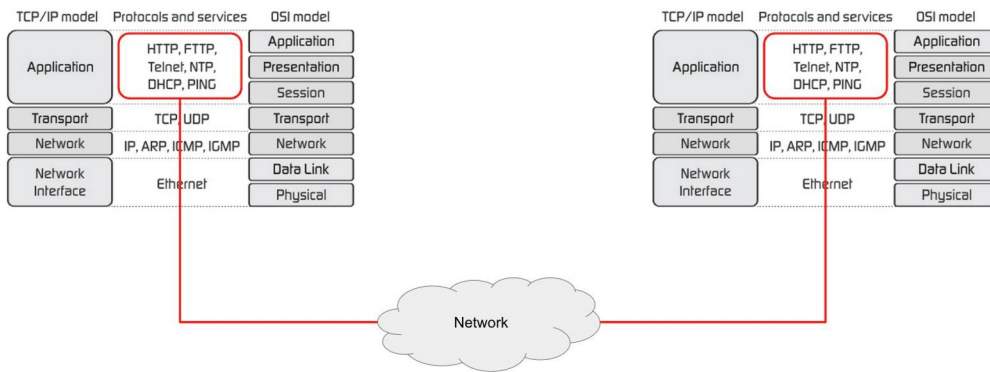 TCP/IP model Protocols and services OSI model
Application
HTTP, FTTP,
Telnet, NTP,
DHCP, PING
Application
Presentation
Session
Transport TCP, UDP Transport
Network IP, ARP, ICMP, IGMP Network
Network
Interface
Ethernet
Data Link
Physical
TCP/IP model Protocols and services OSI model
Application
HTTP, FTTP,
Telnet, NTP,
DHCP, PING
Application
Presentation
Session
Transport TCP, UDP Transport
Network IP, ARP, ICMP, IGMP Network
Network
Interface
Ethernet
Data Link
Physical
Network